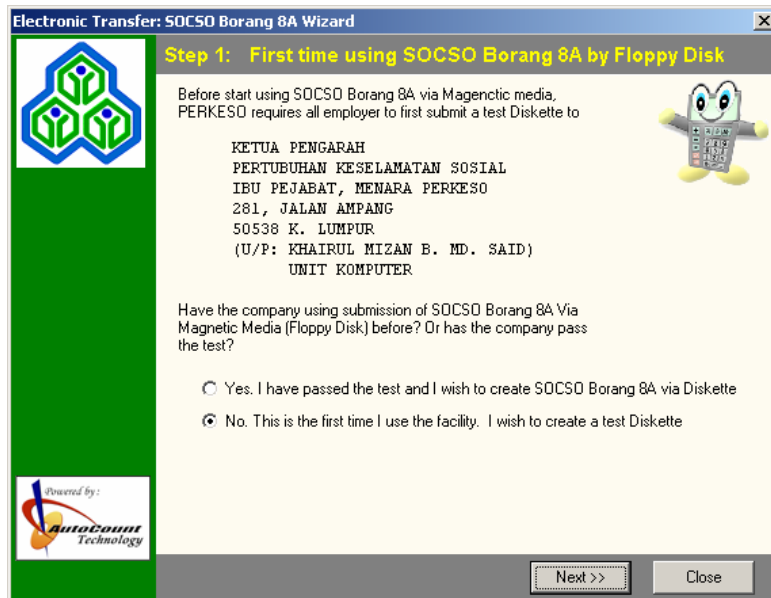 Electronic Transfer: SOCSO Borang 8A Wizard
Step 1: First time using SOCSO Borang 8A by Floppy Disk
Before start using SOCSO Borang 8A via Magenctic media,
PERKESO requires all employer to first submit a test Diskette to
KETUA PENGARAH
PERTUBUHAN KESELAMATAN SOSIAL
IBU PEJABAT, MENARA PERKESO
281, JALAN AMPANG
50538 K. LUMPUR
(U/P: KHAIRUL MIZAN B. MD. SAID)
UNIT KOMPUTER
Have the company using submission of SOCSO Borang 8A Via
Magnetic Media (Floppy Disk) before? Or has the company pass
the test?
Yes. I have passed the test and I wish to create SOCSO Borang 8A via Diskette
No. This is the first time I use the facility. I wish to create a test Diskette
Powered by:
AutoCount
Technology
Next >>
Close